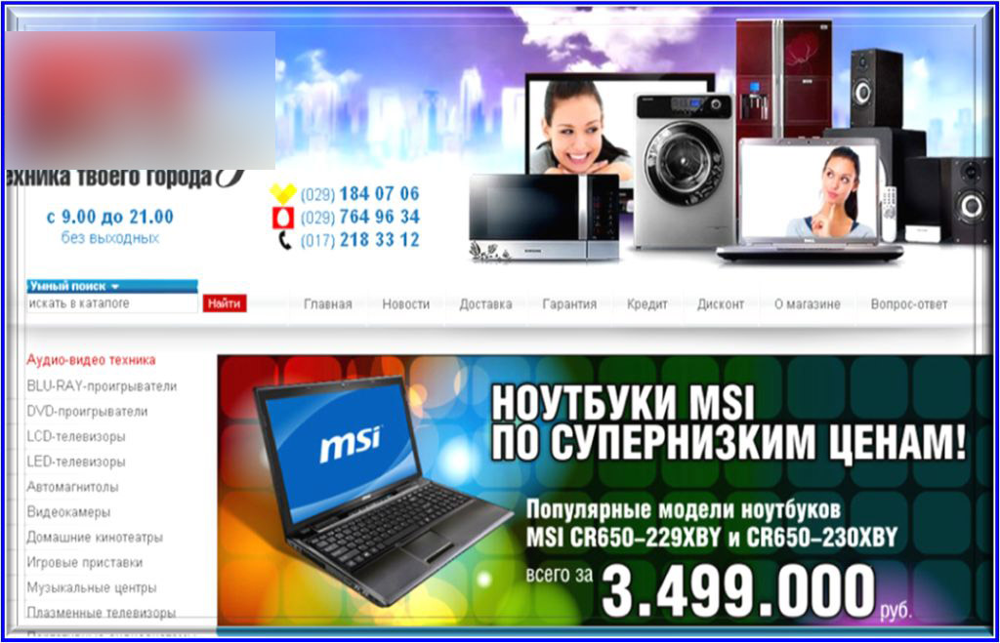 ехника твоего города
с 9.00 до 21.00
без выходных
(029) 184 07 06
(029) 764 96 34
(017) 218 33 12
SAMSUNG
DELL
Умный поиск
искать в каталоге
Найти
Главная
Новости
Доставка
Гарантия
Кредит
Дисконт
О магазине
Вопрос-ответ
Аудио-видео техника
BLU-RAY-проигрыватели
DVD-проигрыватели
LCD-телевизоры
LED-телевизоры
Автомагнитолы
Видеокамеры
Домашние кинотеатры
Игровые приставки
Музыкальные центры
Плазменные телевизоры
msi
НОУТБУКИ MSI
ПО СУПЕРНИЗКИМ ЦЕНАМ!
Популярные модели ноутбуков
MSI CR650-229XBY и CR650-230XBY
всего за
3.499.000 руб.